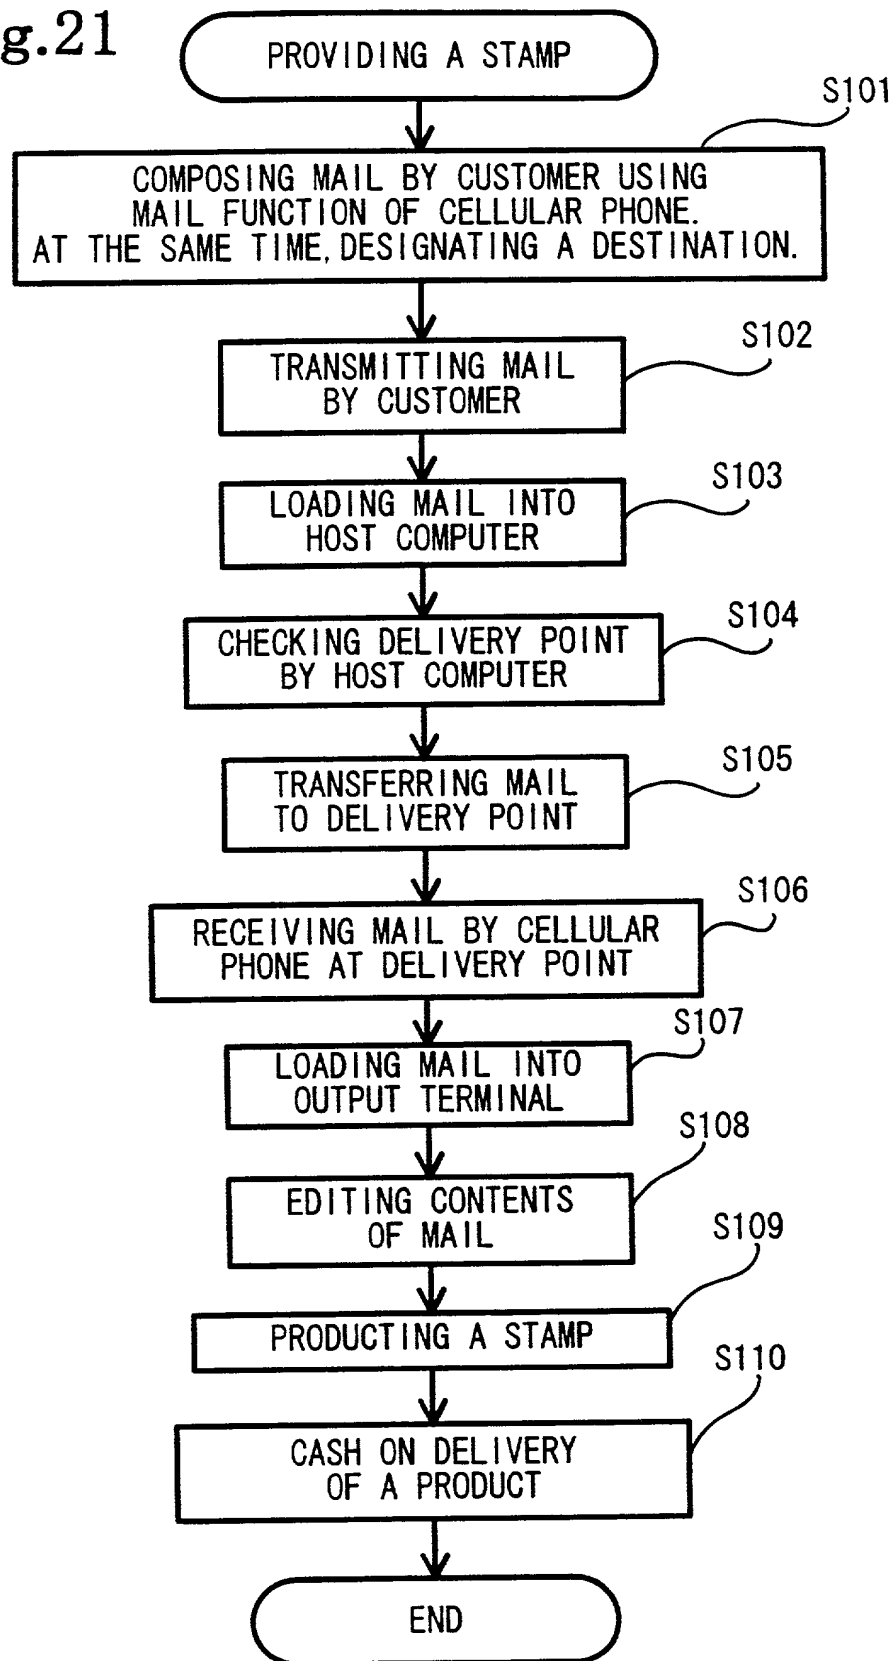 g.21
PROVIDING A STAMP
S101
COMPOSING MAIL BY CUSTOMER USING
MAIL FUNCTION OF CELLULAR PHONE.
AT THE SAME TIME, DESIGNATING A DESTINATION.
S102
TRANSMITTING MAIL
BY CUSTOMER
S103
LOADING MAIL INTO
HOST COMPUTER
S104
CHECKING DELIVERY POINT
BY HOST COMPUTER
S105
TRANSFERRING MAIL
TO DELIVERY POINT
S106
RECEIVING MAIL BY CELLULAR
PHONE AT DELIVERY POINT
S107
LOADING MAIL INTO
OUTPUT TERMINAL
S108
EDITING CONTENTS
OF MAIL
S109
PRODUCTING A STAMP
S110
CASH ON DELIVERY
OF A PRODUCT
END